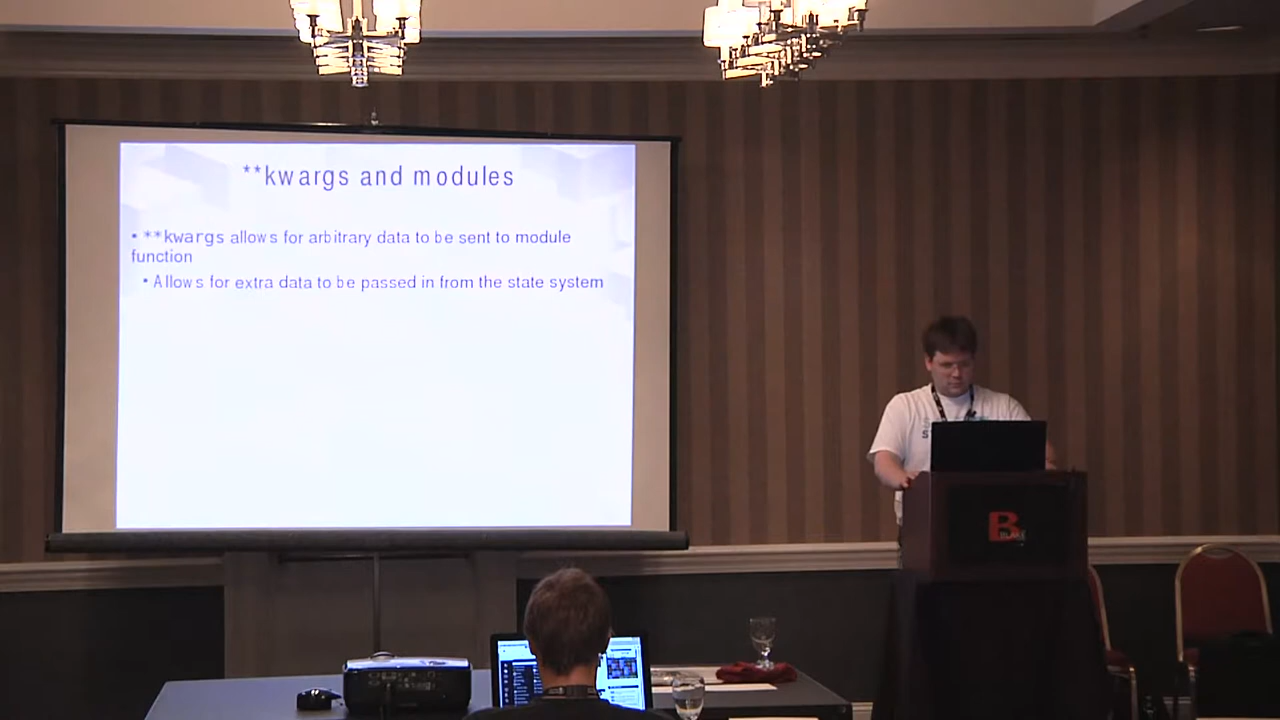 **kwargs and modules
• **kwargs allows for arbitrary data to be sent to module
function
• Allows for extra data to be passed in from the state system
B
BLAKE